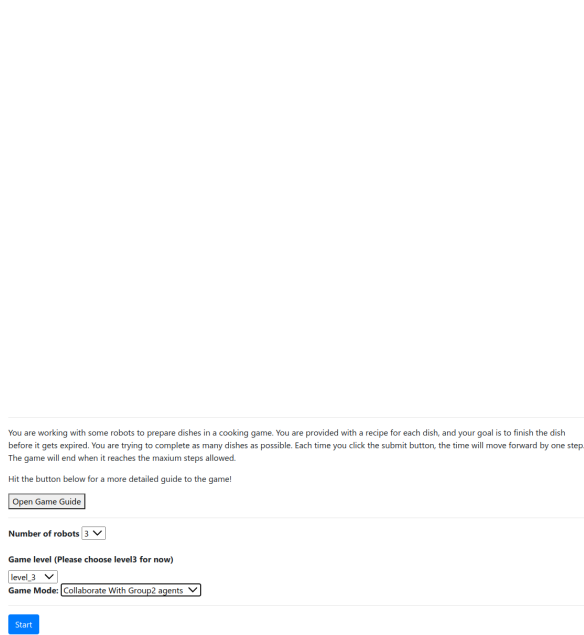 You are working with some robots to prepare dishes in a cooking game. You are provided with a recipe for each dish, and your goal is to finish the dish
before it gets expired. You are trying to complete as many dishes as possible. Each time you click the submit button, the time will move forward by one step.
The game will end when it reaches the maxium steps allowed.
Hit the button below for a more detailed guide to the game!
Open Game Guide
Number of robots 3
Game level (Please choose level3 for now)
level_3
Game Mode: Collaborate With Group2 agents
Start